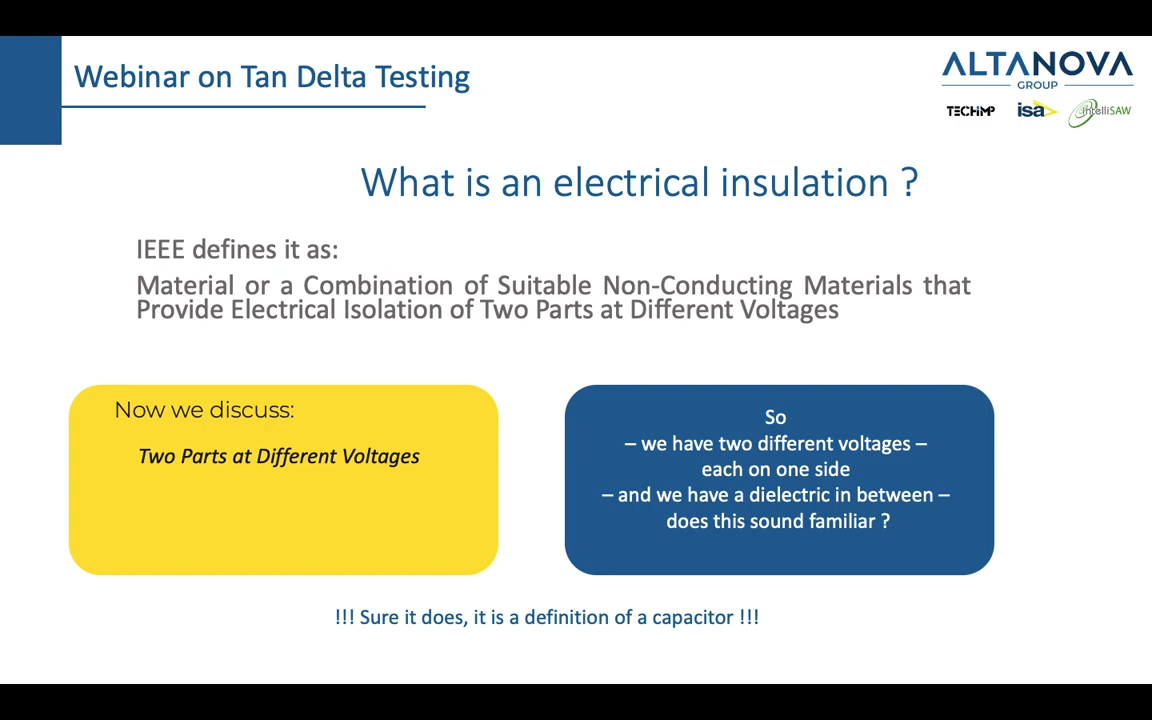 Webinar on Tan Delta Testing
ALTANOVA
GROUP
TECHIMP
isa
intelliSAW
What is an electrical insulation ?
IEEE defines it as:
Material or a Combination of Suitable Non-Conducting Materials that
Provide Electrical Isolation of Two Parts at Different Voltages
Now we discuss:
Two Parts at Different Voltages
So
– we have two different voltages –
each on one side
– and we have a dielectric in between –
does this sound familiar ?
!!! Sure it does, it is a definition of a capacitor !!!